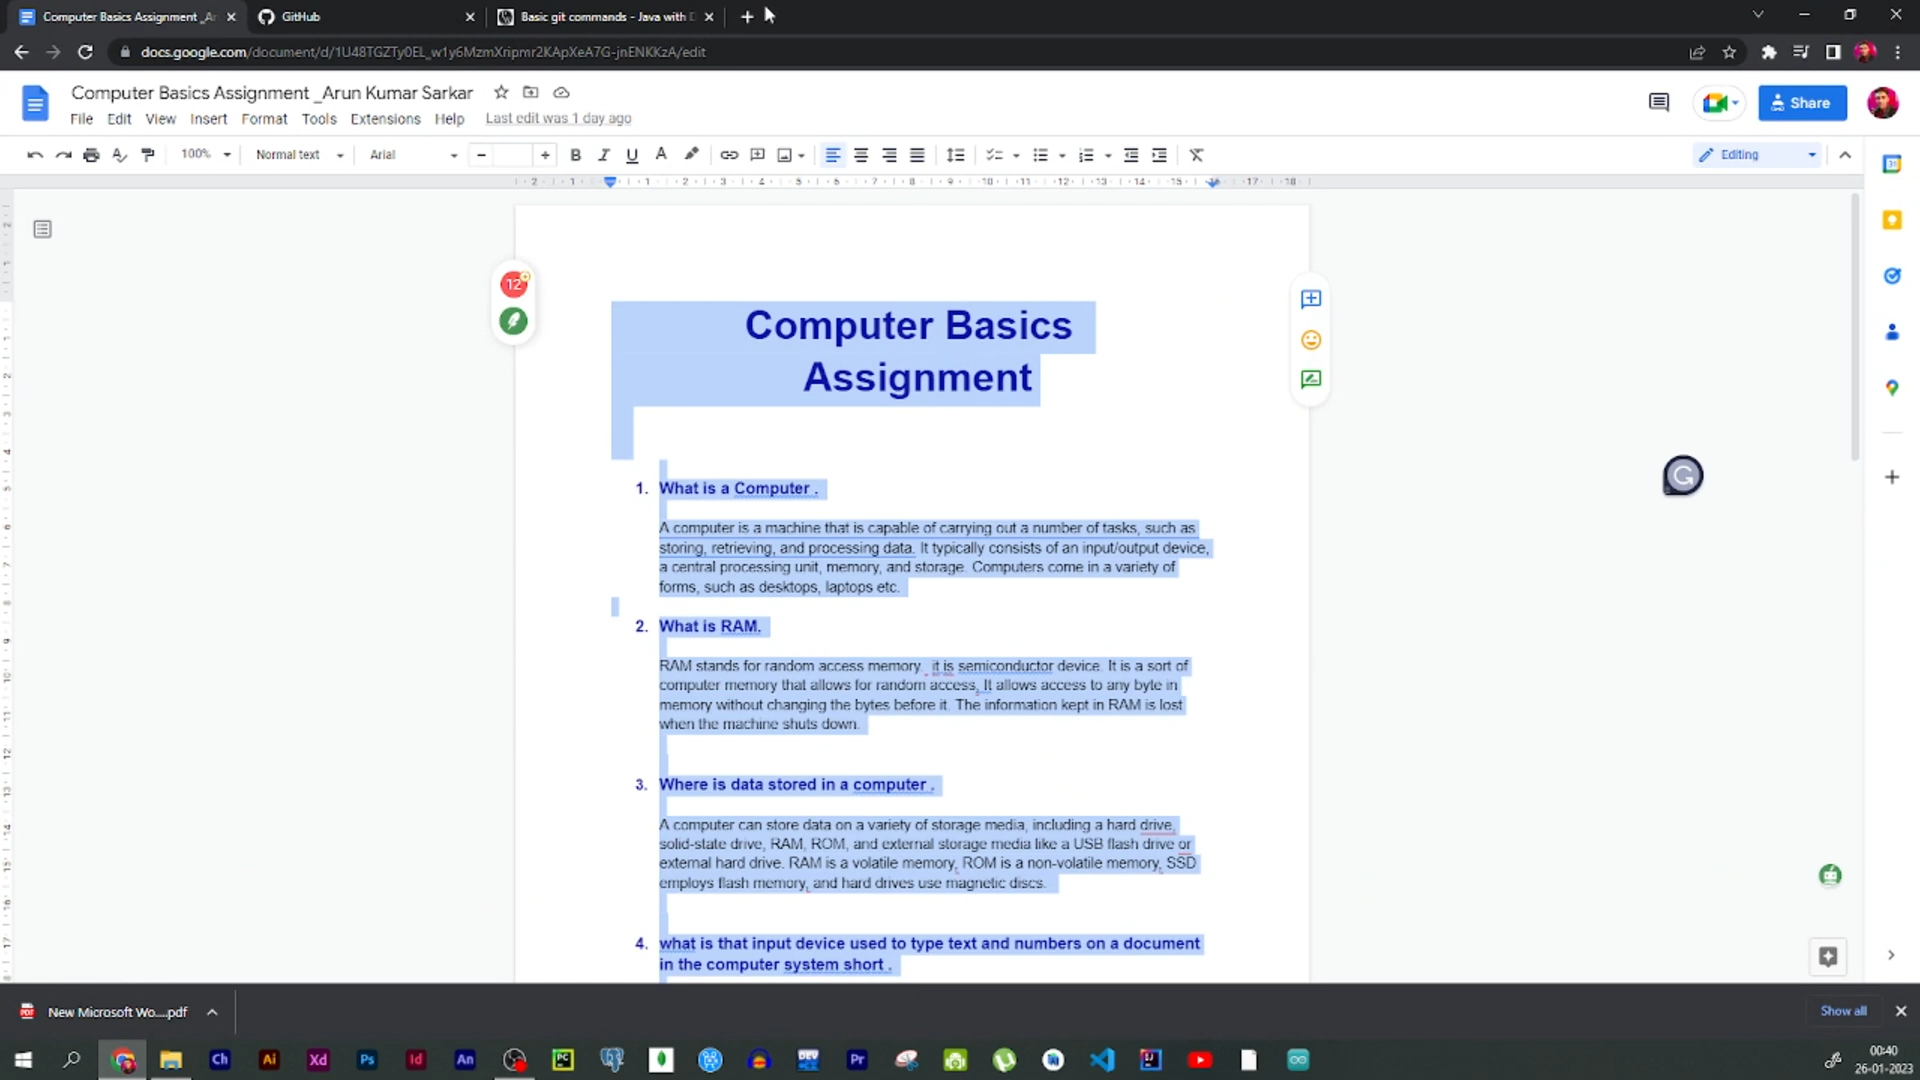 Computer Basics Assignment _Ar
GitHub
Basic git commands - Java with D
docs.google.com/document/d/1U48TGZTy0EL_w1y6MzmXripmr2KApXeA7G-jnENKKzA/edit
Computer Basics Assignment _Arun Kumar Sarkar
File Edit View Insert Format Tools Extensions Help Last edit was 1 day ago
Share
100% Normal text Arial
Editing
12
Computer Basics
Assignment
1. What is a Computer .
A computer is a machine that is capable of carrying out a number of tasks, such as
storing, retrieving, and processing data. It typically consists of an input/output device,
a central processing unit, memory, and storage. Computers come in a variety of
forms, such as desktops, laptops etc.
2. What is RAM.
RAM stands for random access memory , it is semiconductor device. It is a sort of
computer memory that allows for random access, It allows access to any byte in
memory without changing the bytes before it. The information kept in RAM is lost
when the machine shuts down.
3. Where is data stored in a computer .
A computer can store data on a variety of storage media, including a hard drive,
solid-state drive, RAM, ROM, and external storage media like a USB flash drive or
external hard drive. RAM is a volatile memory, ROM is a non-volatile memory, SSD
employs flash memory, and hard drives use magnetic discs.
4. what is that input device used to type text and numbers on a document
in the computer system short .
New Microsoft Wo....pdf
Show all
Ch Ai Xd Ps Id An PC DEV Pr IJ
00:40
26-01-2023